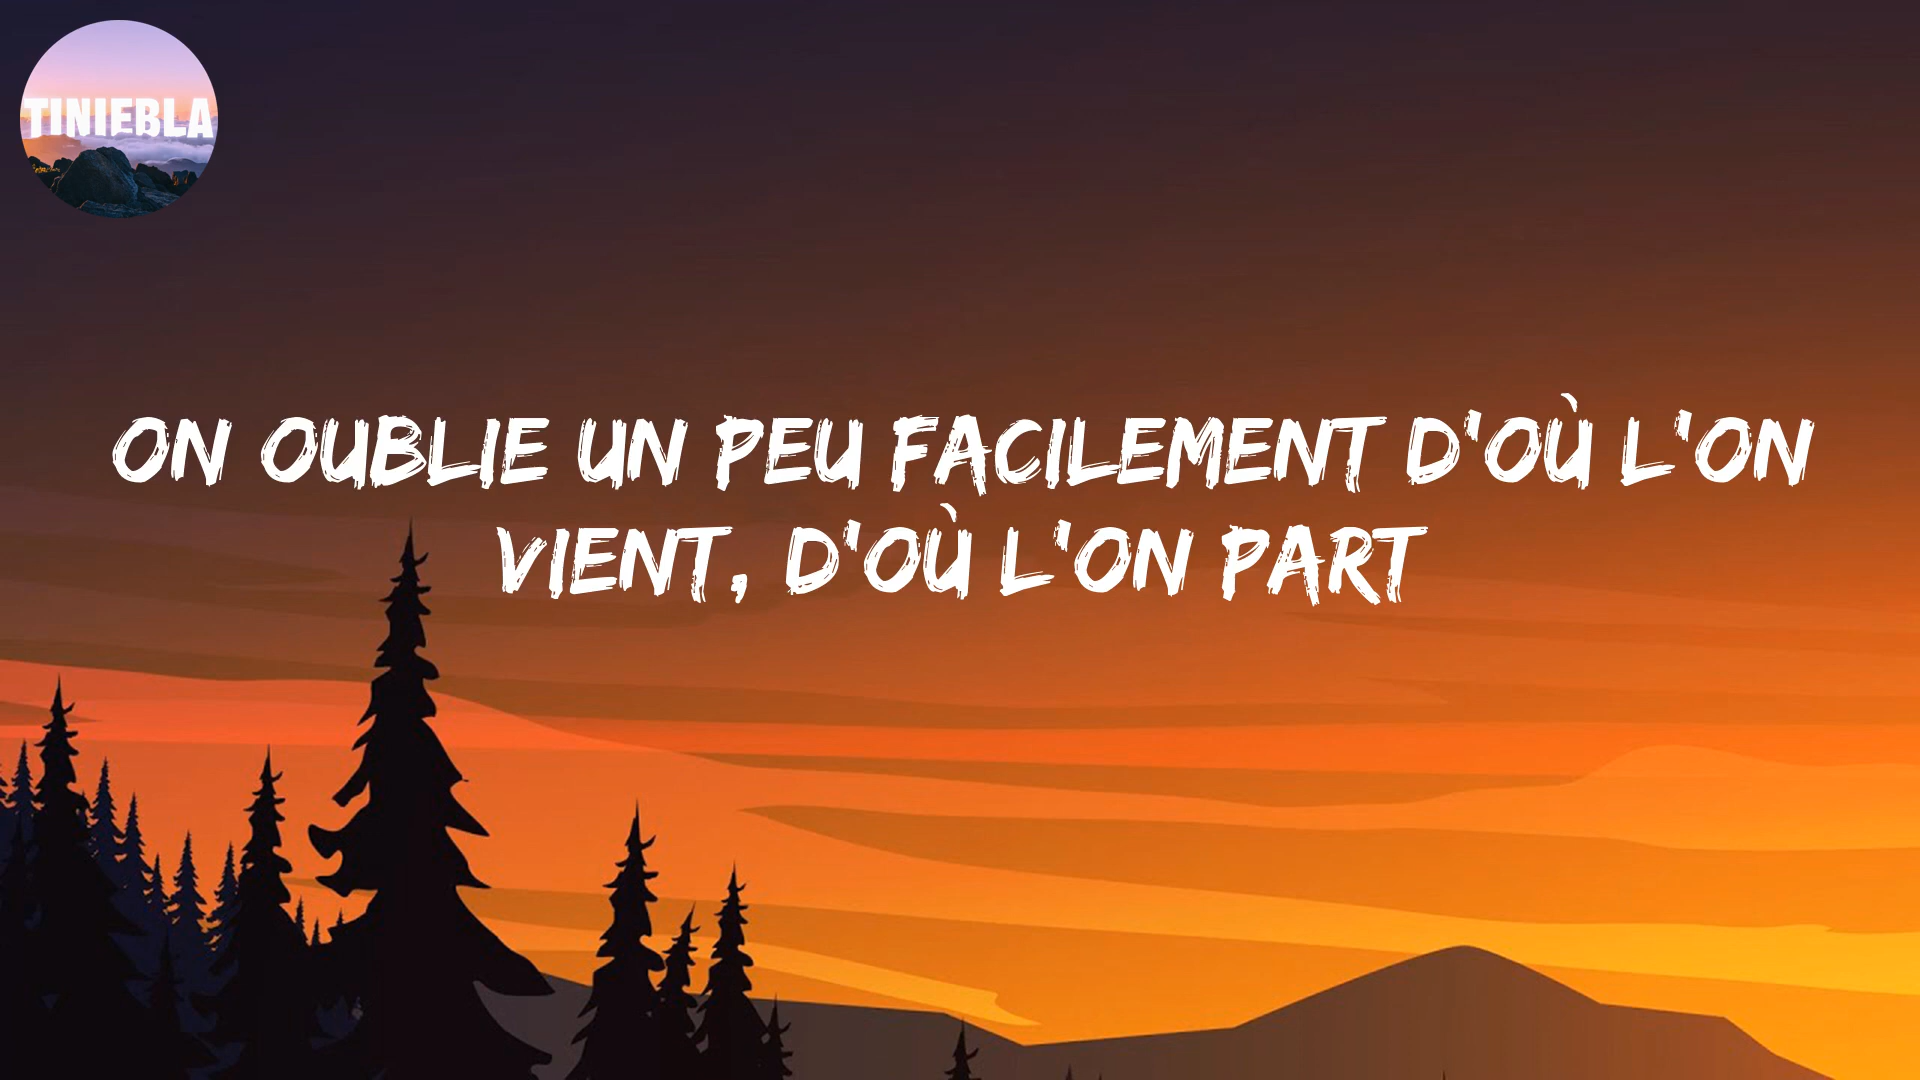 TINIEBLA
ON OUBLIE UN PEU FACILEMENT D'OÙ L'ON
VIENT, D'OÙ L'ON PART